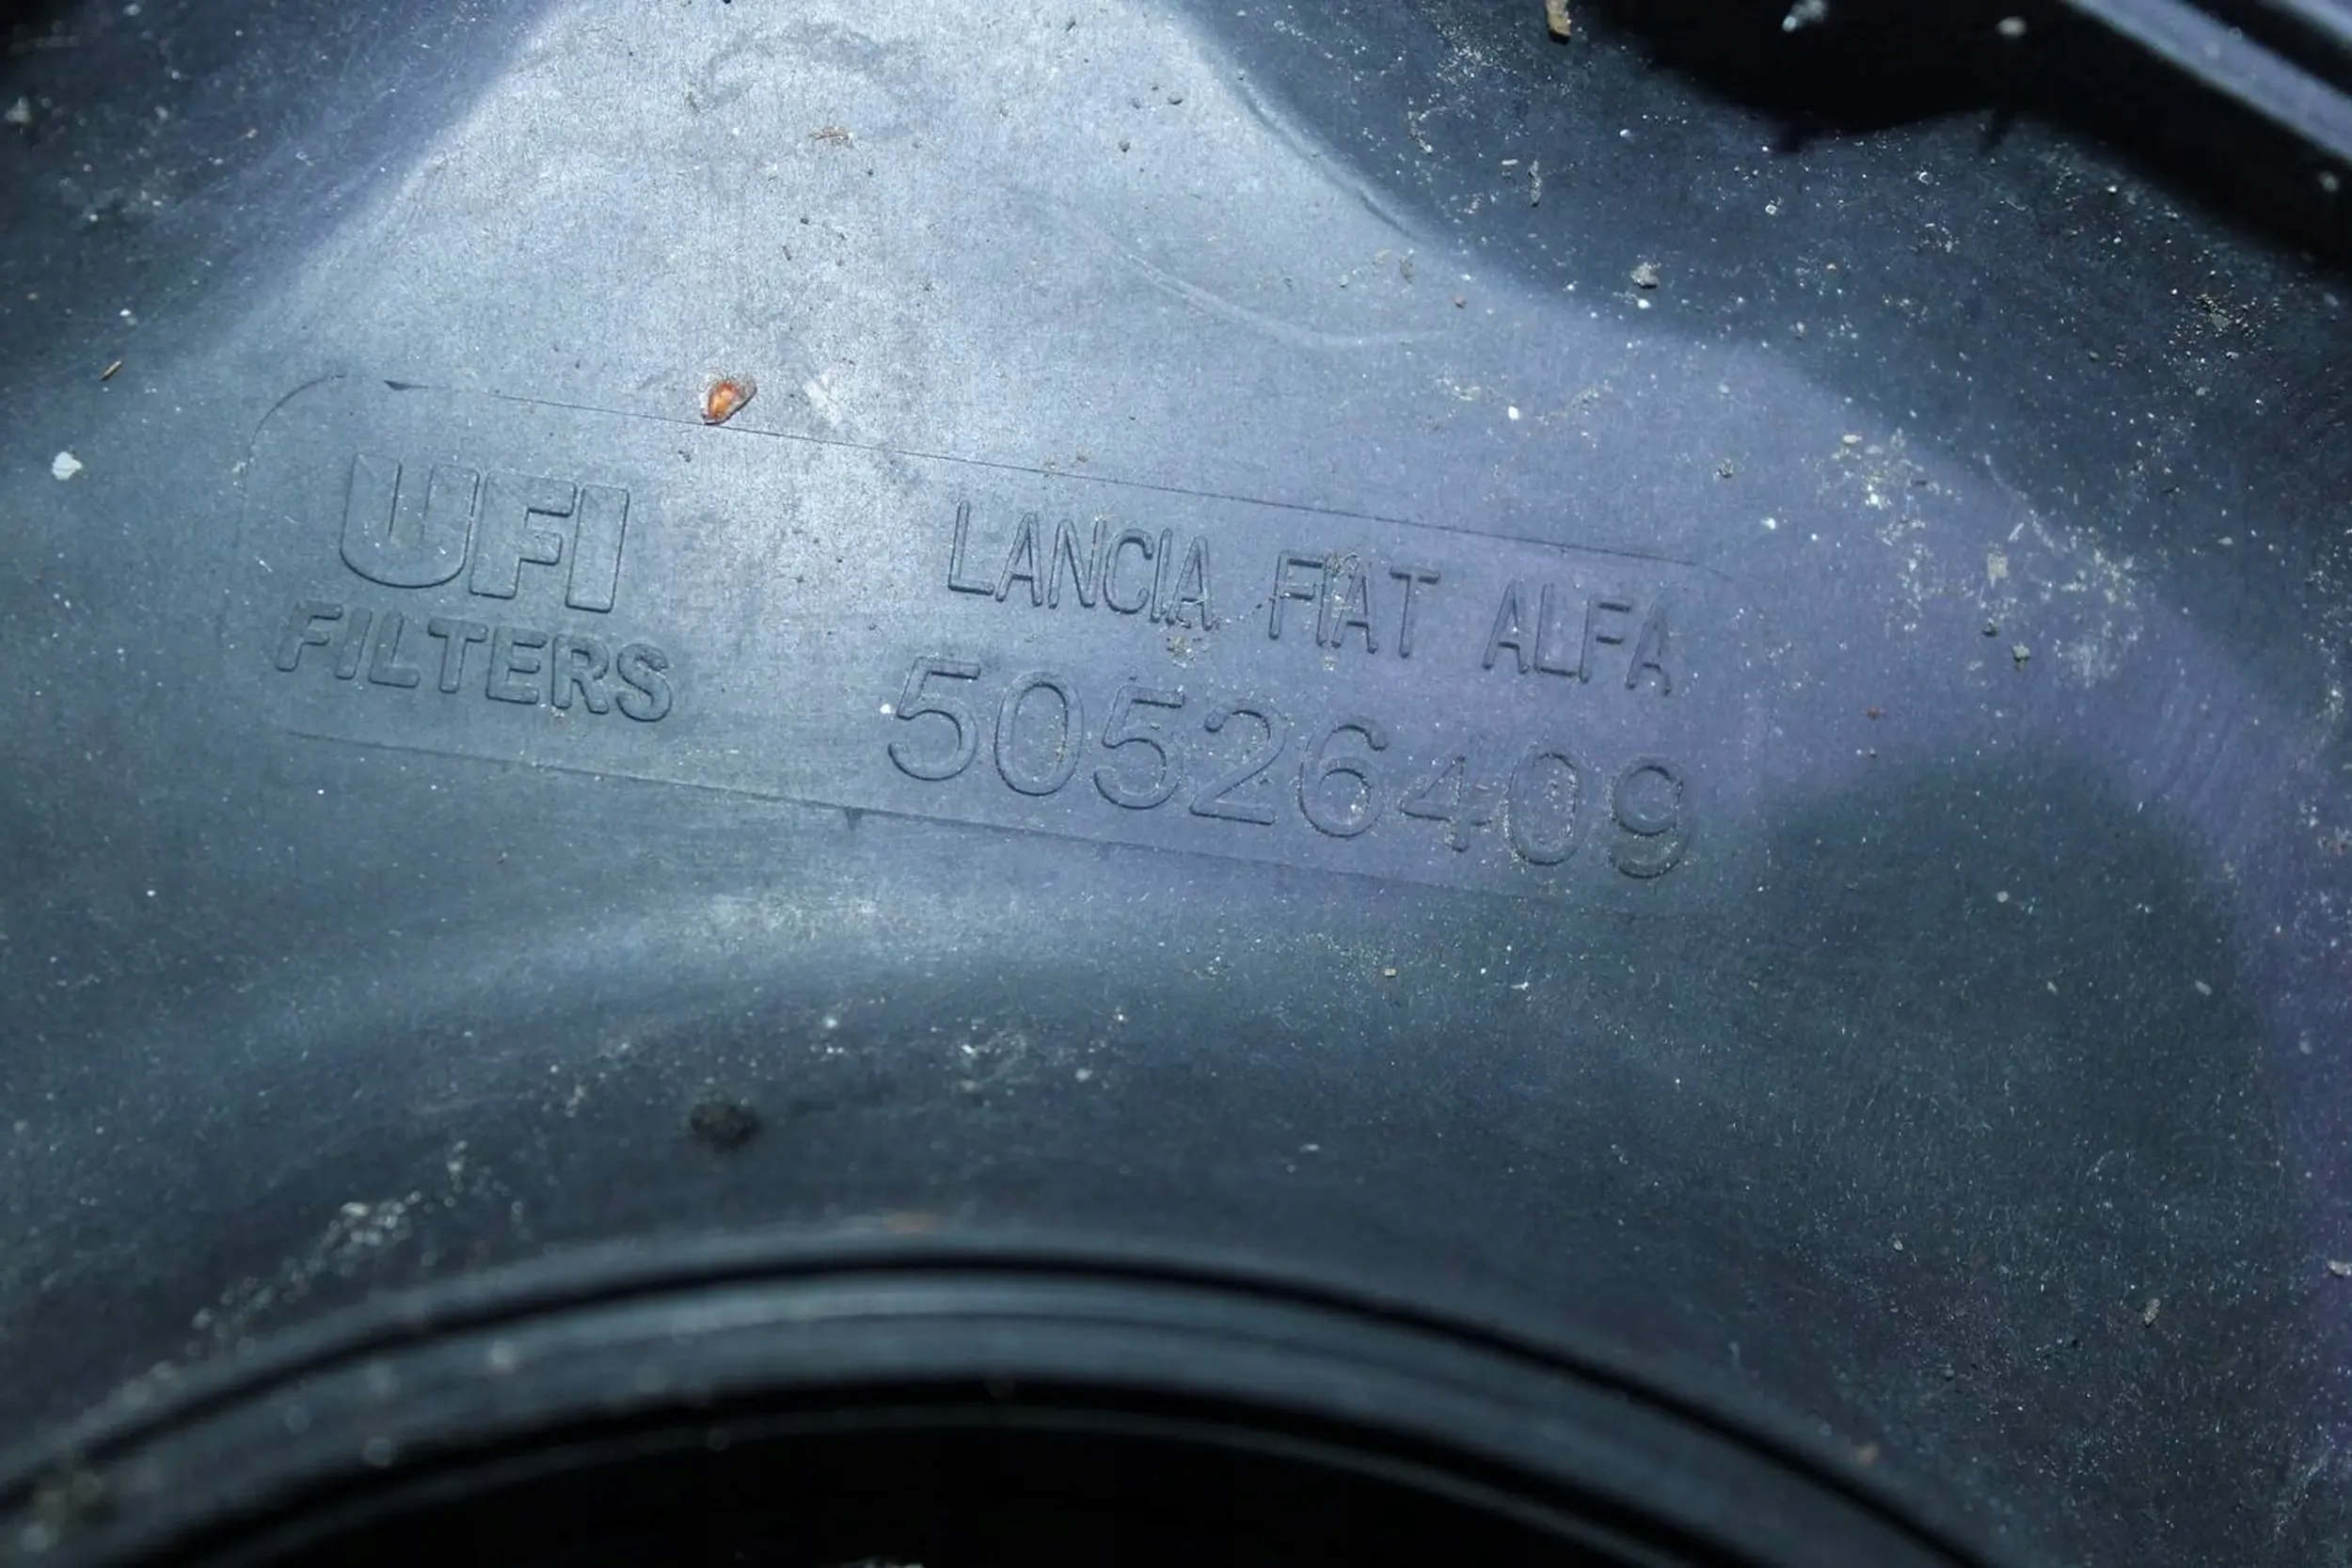 UFI
FILTERS
LANCIA FIAT ALFA
50526409